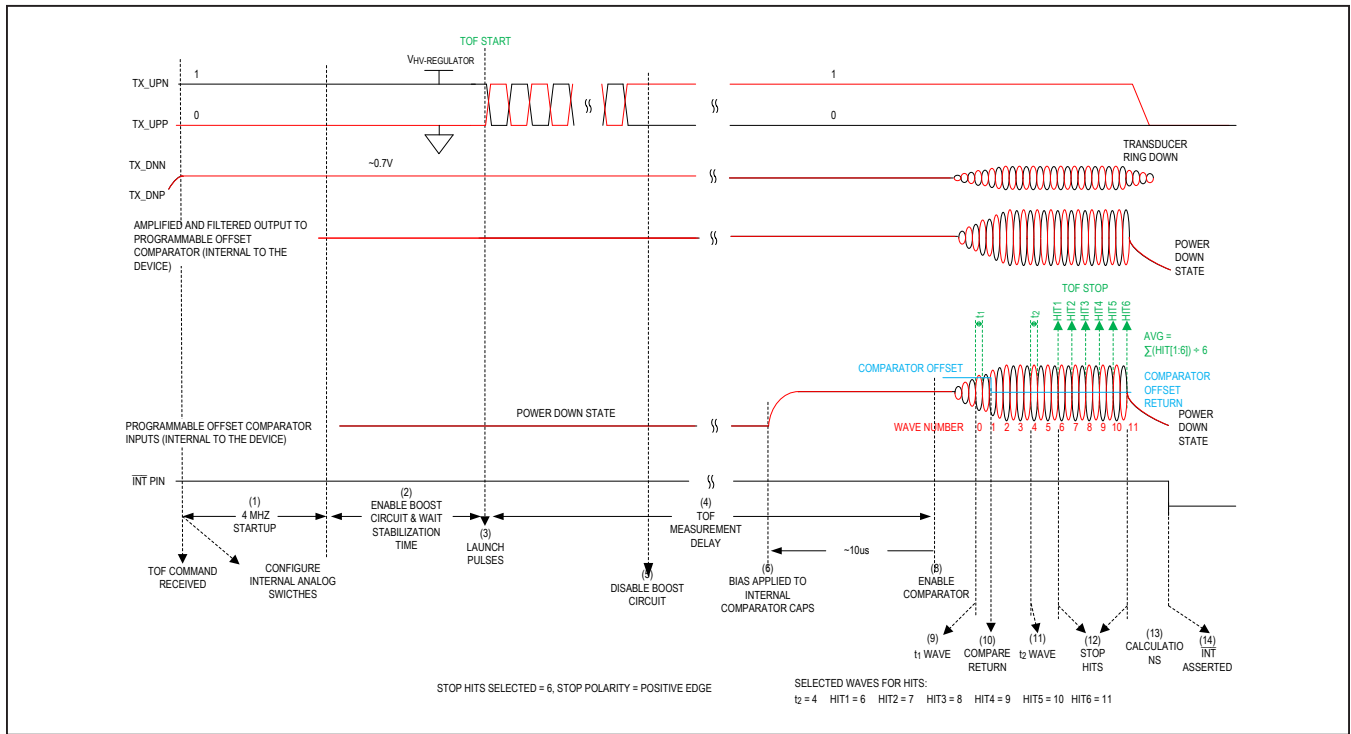 TOF START
VHV-REGULATOR
TX_UPN
1
1
TX_UPP
0
0
TX_DNN
~0.7V
TX_DNP
TRANSDUCER
RING DOWN
AMPLIFIED AND FILTERED OUTPUT TO
PROGRAMMABLE OFFSET
COMPARATOR (INTERNAL TO THE
DEVICE)
POWER
DOWN
STATE
TOF STOP
t1
t2
HIT1
HIT2
HIT3
HIT4
HIT5
HIT6
AVG =
∑(HIT[1:6]) ÷ 6
COMPARATOR OFFSET
COMPARATOR
OFFSET
RETURN
POWER
DOWN
STATE
POWER DOWN STATE
PROGRAMMABLE OFFSET COMPARATOR
INPUTS (INTERNAL TO THE DEVICE)
WAVE NUMBER 0 1 2 3 4 5 6 7 8 9 10 11
INT PIN
(1)
4 MHZ
STARTUP
(2)
ENABLE BOOST
CIRCUIT & WAIT
STABILIZATION
TIME
(3)
LAUNCH
PULSES
(4)
TOF
MEASUREMENT
DELAY
~10us
TOF COMMAND
RECEIVED
CONFIGURE
INTERNAL ANALOG
SWICTHES
(5)
DISABLE BOOST
CIRCUIT
(6)
BIAS APPLIED TO
INTERNAL
COMPARATOR CAPS
(8)
ENABLE
COMPARATOR
(9)
t1 WAVE
(10)
COMPARE
RETURN
(11)
t2 WAVE
(12)
STOP
HITS
(13)
CALCULATIO
NS
(14)
INT
ASSERTED
STOP HITS SELECTED = 6, STOP POLARITY = POSITIVE EDGE
SELECTED WAVES FOR HITS:
t2 = 4 HIT1 = 6 HIT2 = 7 HIT3 = 8 HIT4 = 9 HIT5 = 10 HIT6 = 11